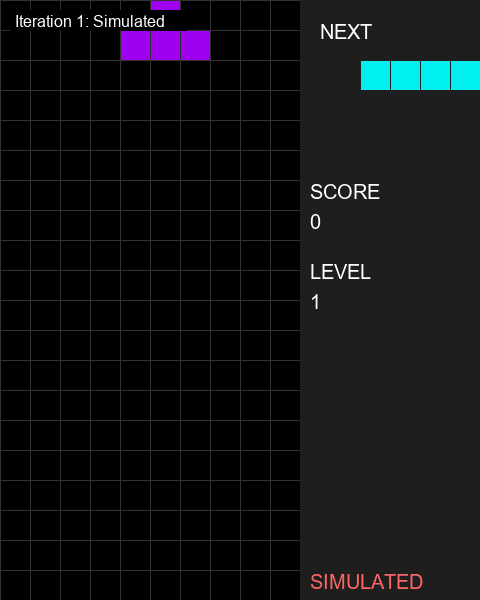 Iteration 1: Simulated
NEXT
SCORE
0
LEVEL
1
SIMULATED